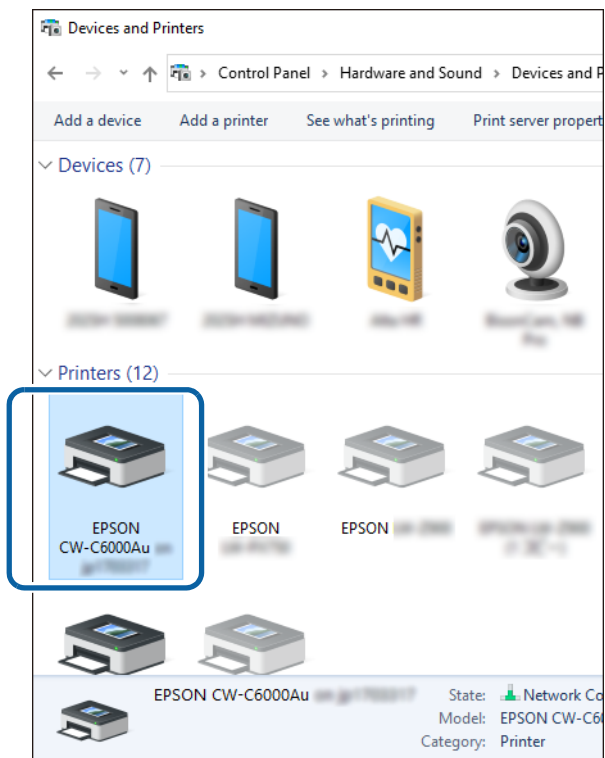 Devices and Printers
Control Panel > Hardware and Sound > Devices and P
Add a device Add a printer See what's printing Print server propert
Devices (7)
Printers (12)
EPSON EPSON EPSON
CW-C6000Au
EPSON CW-C6000Au State: Network Co
Model: EPSON CW-C60
Category: Printer